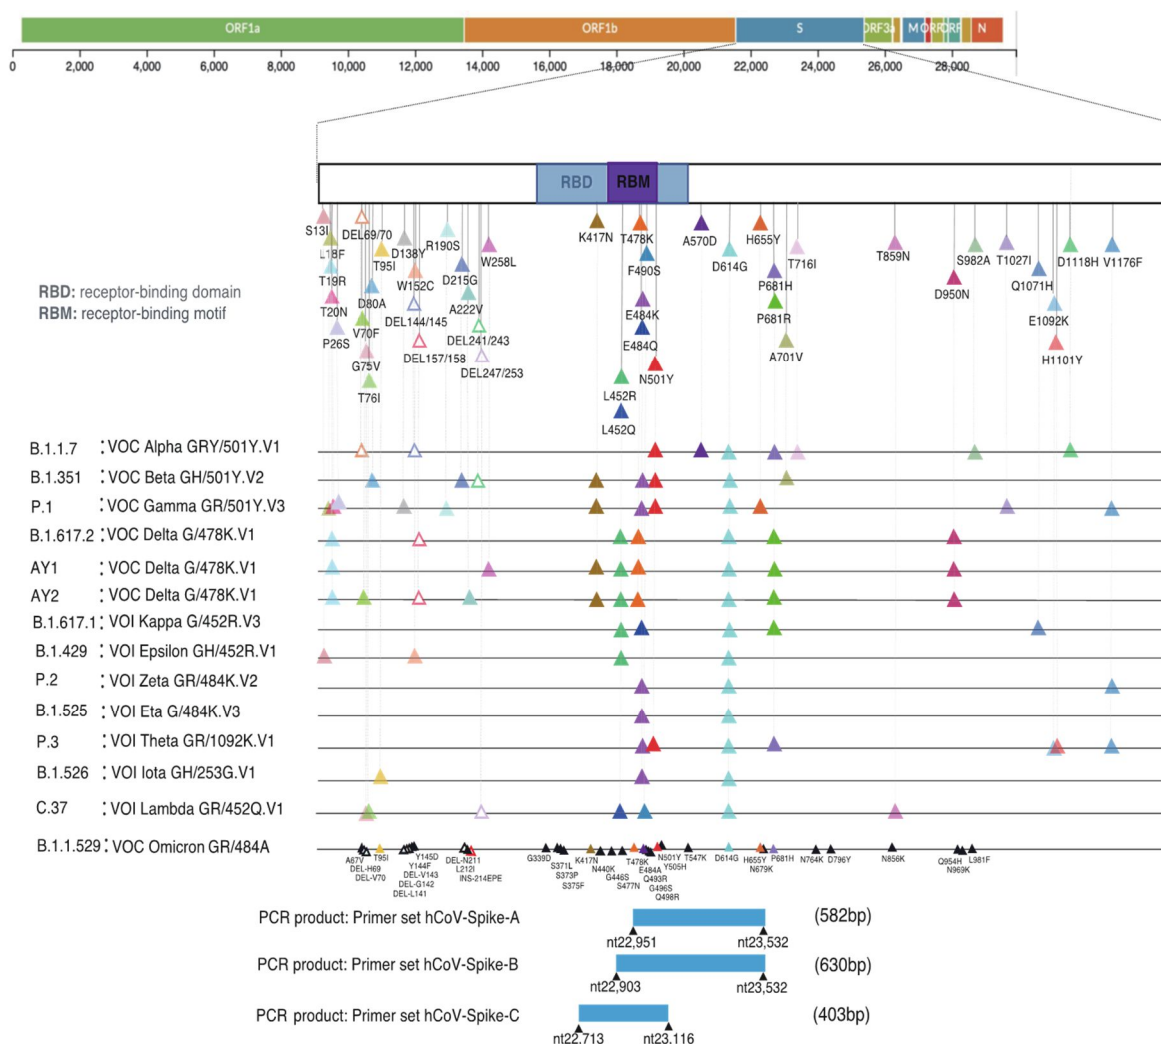 ORF1a ORF1b S ORF3a M ORF ORF N
0 2,000 4,000 6,000 8,000 10,000 12,000 14,000 16,000 18,000 20,000 22,000 24,000 26,000 28,000
RBD RBM
S13I DEL69/70 R190S K417N T478K A570D H655Y T859N T1027I
L18F T95I D138Y W258L F490S D614G T716I S982A D1118H V1176F
T19R D80A W152C D215G E484K P681H D950N Q1071H
RBD: receptor-binding domain
RBM: receptor-binding motif
T20N V70F DEL144/145 A222V E484Q P681R E1092K
P26S G75V DEL157/158 DEL241/243 N501Y A701V H1101Y
T76I DEL247/253 L452R
L452Q
B.1.1.7 : VOC Alpha GRY/501Y.V1
B.1.351 : VOC Beta GH/501Y.V2
P.1 : VOC Gamma GR/501Y.V3
B.1.617.2 : VOC Delta G/478K.V1
AY1 : VOC Delta G/478K.V1
AY2 : VOC Delta G/478K.V1
B.1.617.1 : VOI Kappa G/452R.V3
B.1.429 : VOI Epsilon GH/452R.V1
P.2 : VOI Zeta GR/484K.V2
B.1.525 : VOI Eta G/484K.V3
P.3 : VOI Theta GR/1092K.V1
B.1.526 : VOI Iota GH/253G.V1
C.37 : VOI Lambda GR/452Q.V1
B.1.1.529 : VOC Omicron GR/484A
A67V T95I Y145D DEL-N211 G339D S371L K417N T478K N501Y T547K D614G H655Y P681H N764K D796Y N856K Q954H L981F
DEL-H69 Y144F L212I S373P N440K E484A Y505H N679K N969K
DEL-V70 DEL-V143 INS-214EPE S375F G446S Q493R
DEL-G142 S477N G496S
DEL-L141 Q498R
PCR product: Primer set hCoV-Spike-A (582bp)
nt22,951 nt23,532
PCR product: Primer set hCoV-Spike-B (630bp)
nt22,903 nt23,532
PCR product: Primer set hCoV-Spike-C (403bp)
nt22,713 nt23,116